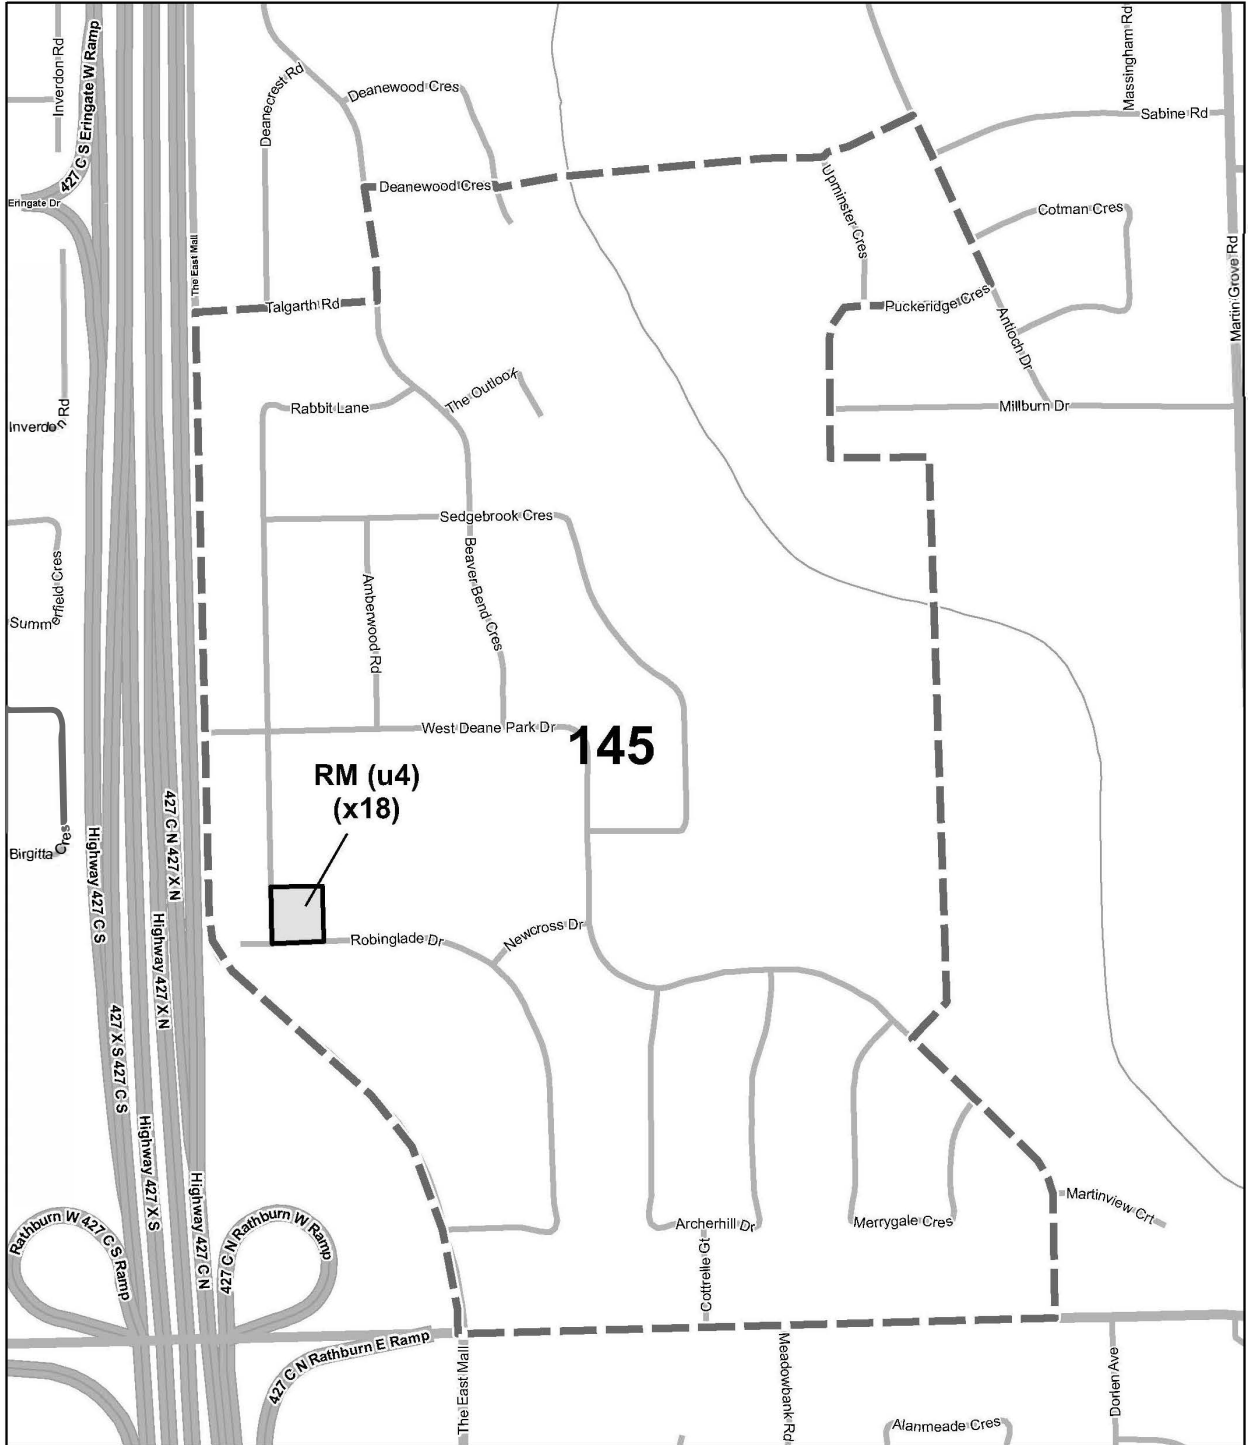 Inverdon Rd
427 C S Eringate W Ramp
Massingham Rd
Deanecrest Rd
Deanewood Cres
Sabine Rd
Eringate Dr
Deanewood Cres
Upminster Cres
Cotman Cres
The East Mall
Talgarth Rd
Puckeridge Cres
Martin Grove Rd
Antioch Dr
Inverdon Rd
Rabbit Lane
The Outlook
Millburn Dr
Sedgebrook Cres
Summerfield Cres
Amberwood Rd
Beaver Bend Cres
West Deane Park Dr
145
RM (u4)
(x18)
Birgitta Cres
Highway 427 C S
427 C N 427 X N
Highway 427 X N
Robinglade Dr
Newcross Dr
427 X S 427 C S
Highway 427 X S
Highway 427 C N
Rathburn W 427 C S Ramp
427 C N Rathburn W Ramp
Archerhill Dr
Merrygale Cres
Martinview Crt
Cottrelle Gt
427 C N Rathburn E Ramp
The East Mall
Meadowbank Rd
Dorlen Ave
Alanmeade Cres